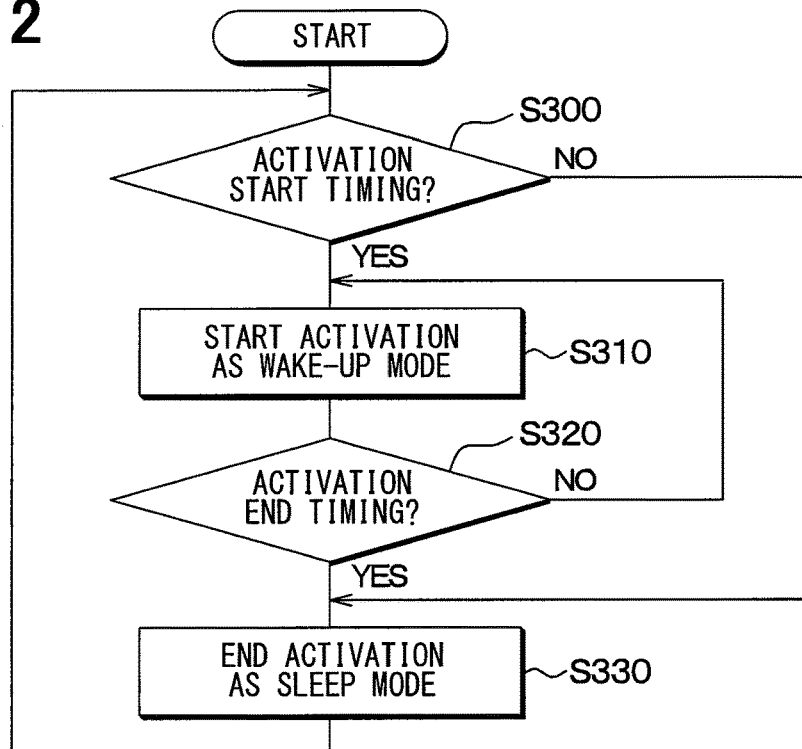 2
START
S300
ACTIVATION
START TIMING?
NO
YES
START ACTIVATION
AS WAKE-UP MODE
S310
S320
ACTIVATION
END TIMING?
NO
YES
END ACTIVATION
AS SLEEP MODE
S330